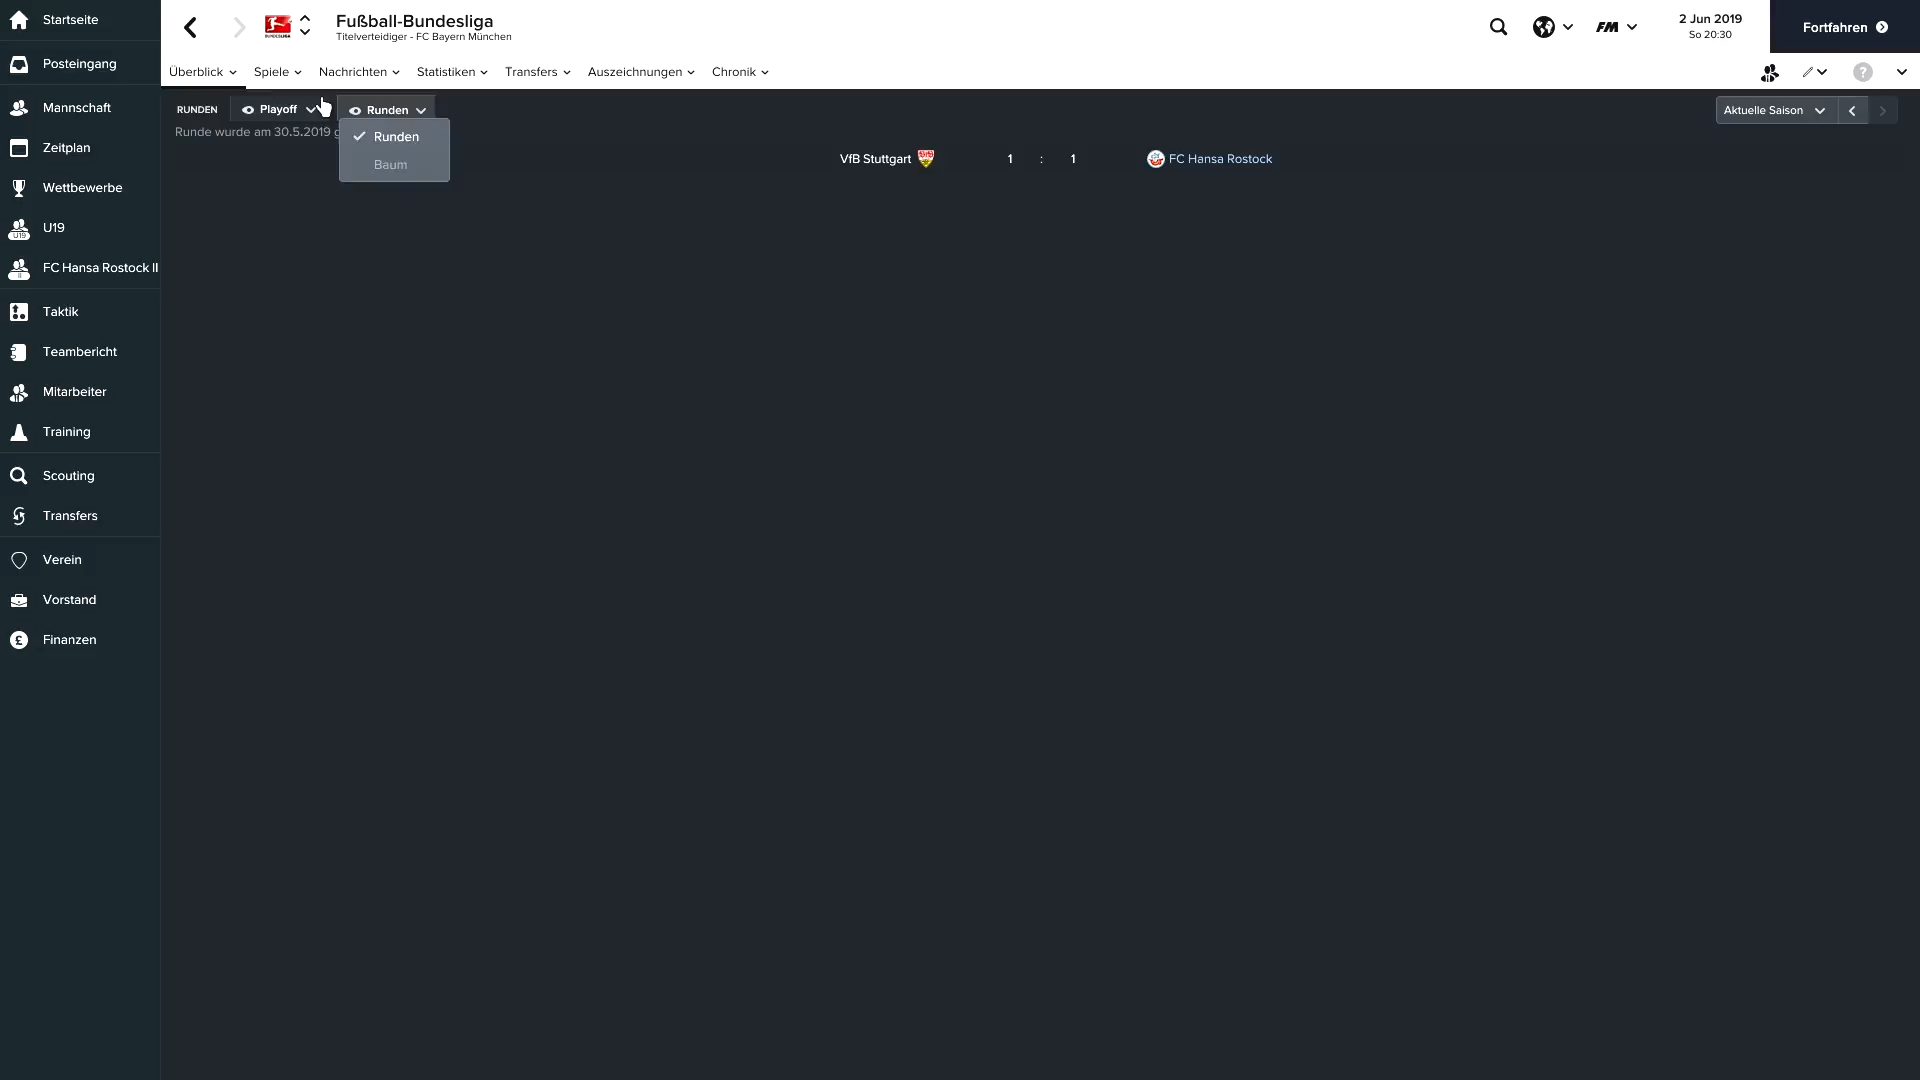 Startseite
Posteingang
Mannschaft
Zeitplan
Wettbewerbe
U19
FC Hansa Rostock II
Taktik
Teambericht
Mitarbeiter
Training
Scouting
Transfers
Verein
Vorstand
Finanzen
Fußball-Bundesliga
Titelverteidiger - FC Bayern München
FM
2 Jun 2019
So 20:30
Fortfahren
Überblick Spiele Nachrichten Statistiken Transfers Auszeichnungen Chronik
RUNDEN Playoff Runden Aktuelle Saison
Runde wurde am 30.5.2019 g
Runden
Baum
VfB Stuttgart 1 : 1 FC Hansa Rostock